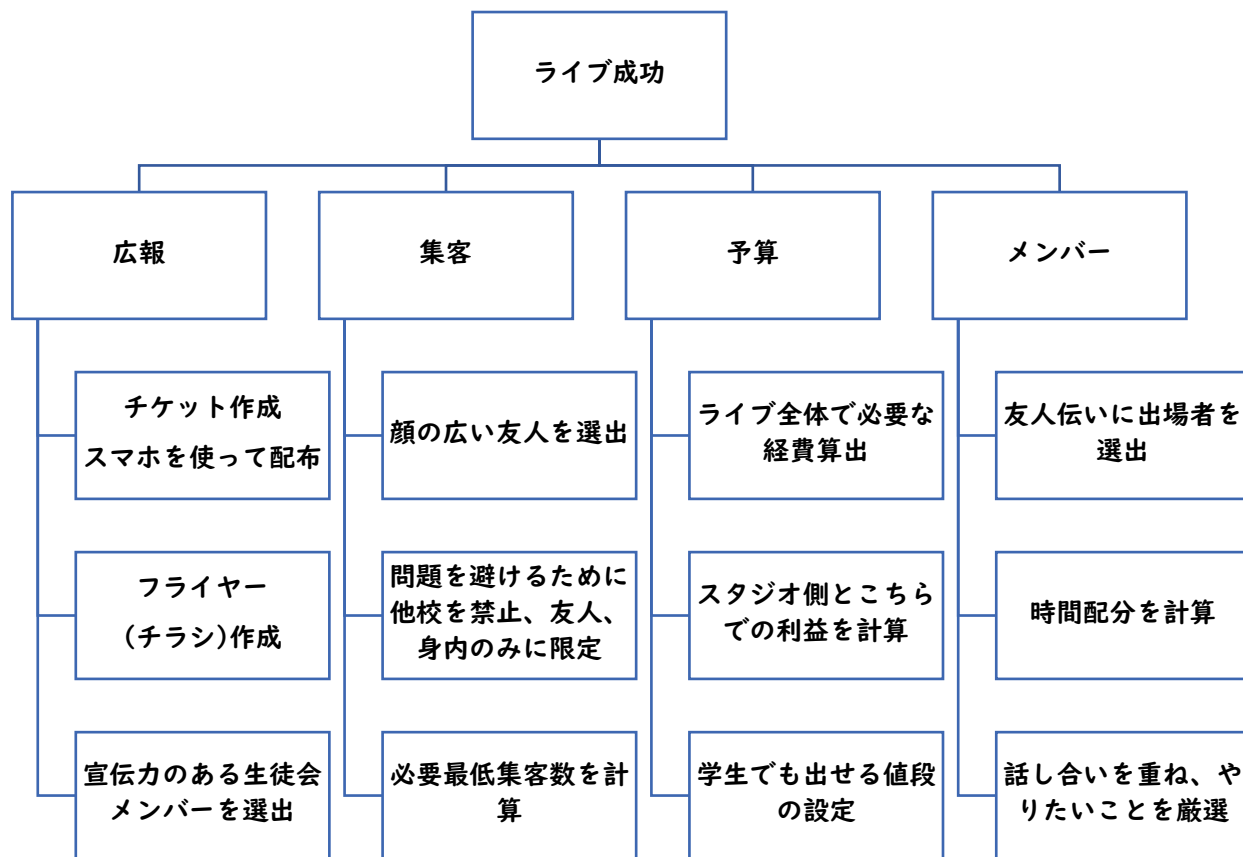 ライブ成功
広報
集客
予算
メンバー
チケット作成
スマホを使って配布
フライヤー
(チラシ)作成
宣伝力のある生徒会
メンバーを選出
顔の広い友人を選出
問題を避けるために
他校を禁止、友人、
身内のみに限定
必要最低集客数を計
算
ライブ全体で必要な
経費算出
スタジオ側とこちら
での利益を計算
学生でも出せる値段
の設定
友人伝いに出場者を
選出
時間配分を計算
話し合いを重ね、や
りたいことを厳選